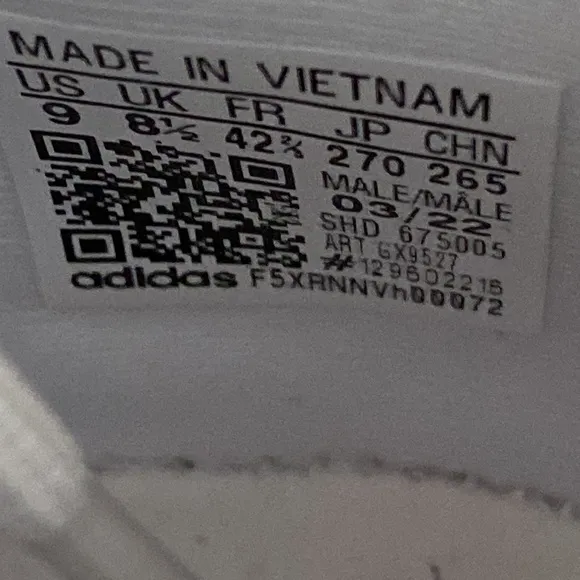 MADE IN VIETNAM
US UK FR JP CHN
9 8½ 42⅔ 270 265
MALE/MÂLE
03/22
SHD 675005
ART GX9527
#129602216
adidas F5XRNNVh00072